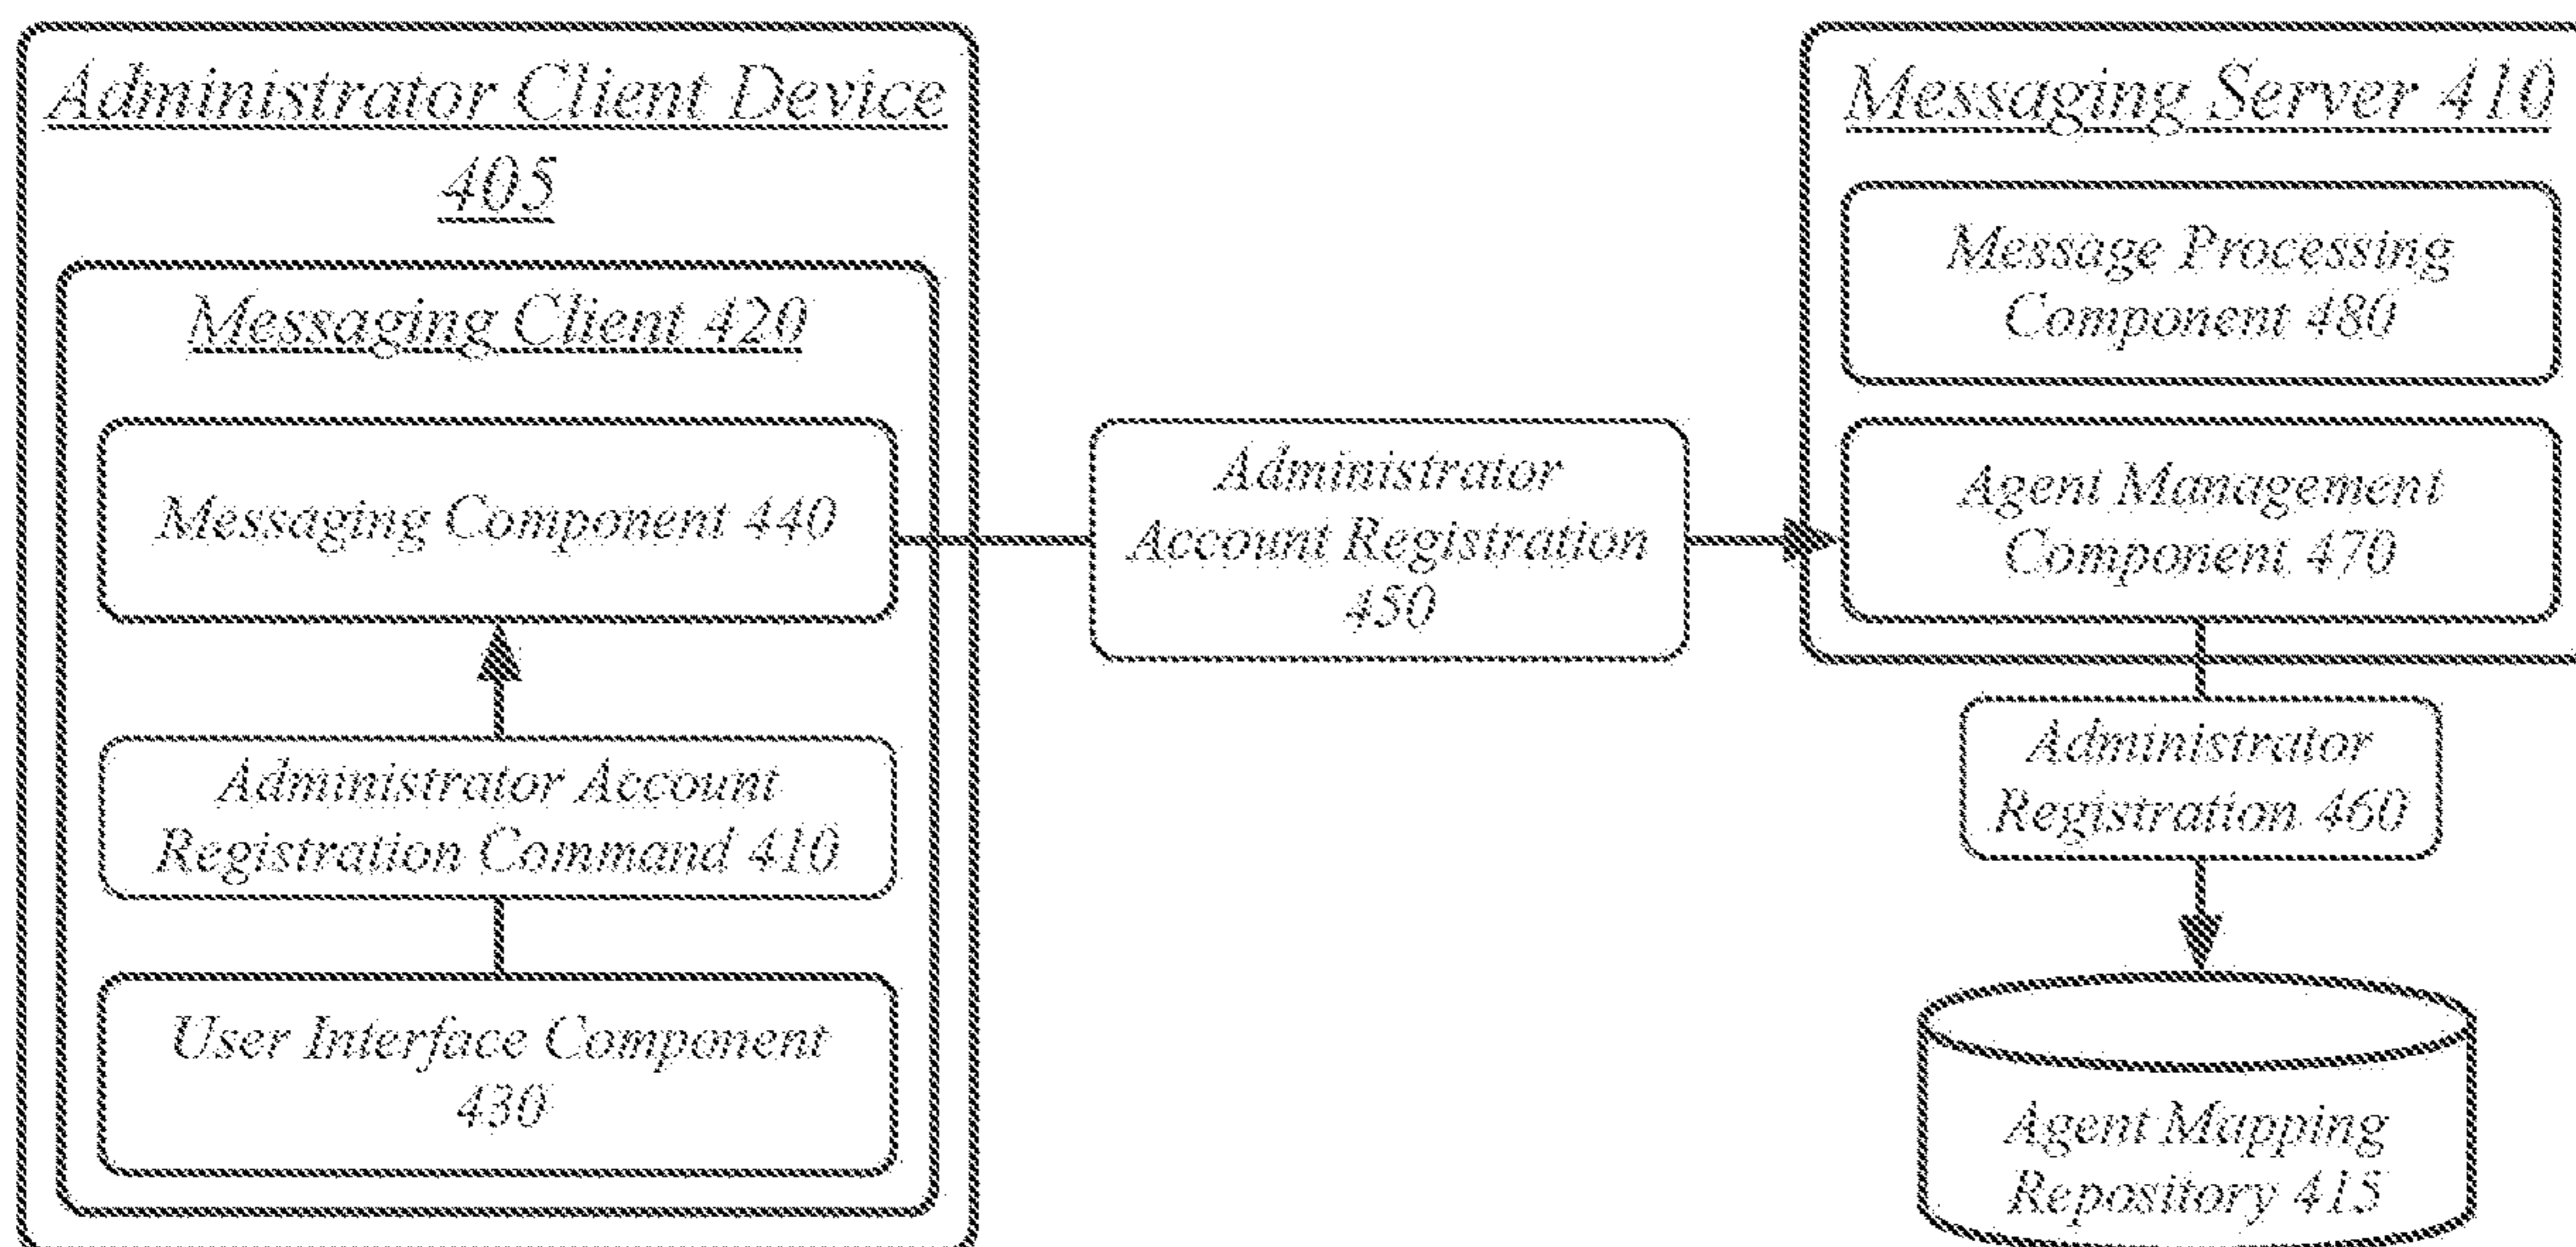 Administrator Client Device
405
Messaging Client 420
Messaging Component 440
Administrator Account
Registration Command 410
User Interface Component
430
Administrator
Account Registration
450
Messaging Server 410
Message Processing
Component 480
Agent Management
Component 470
Administrator
Registration 460
Agent Mapping
Repository 415